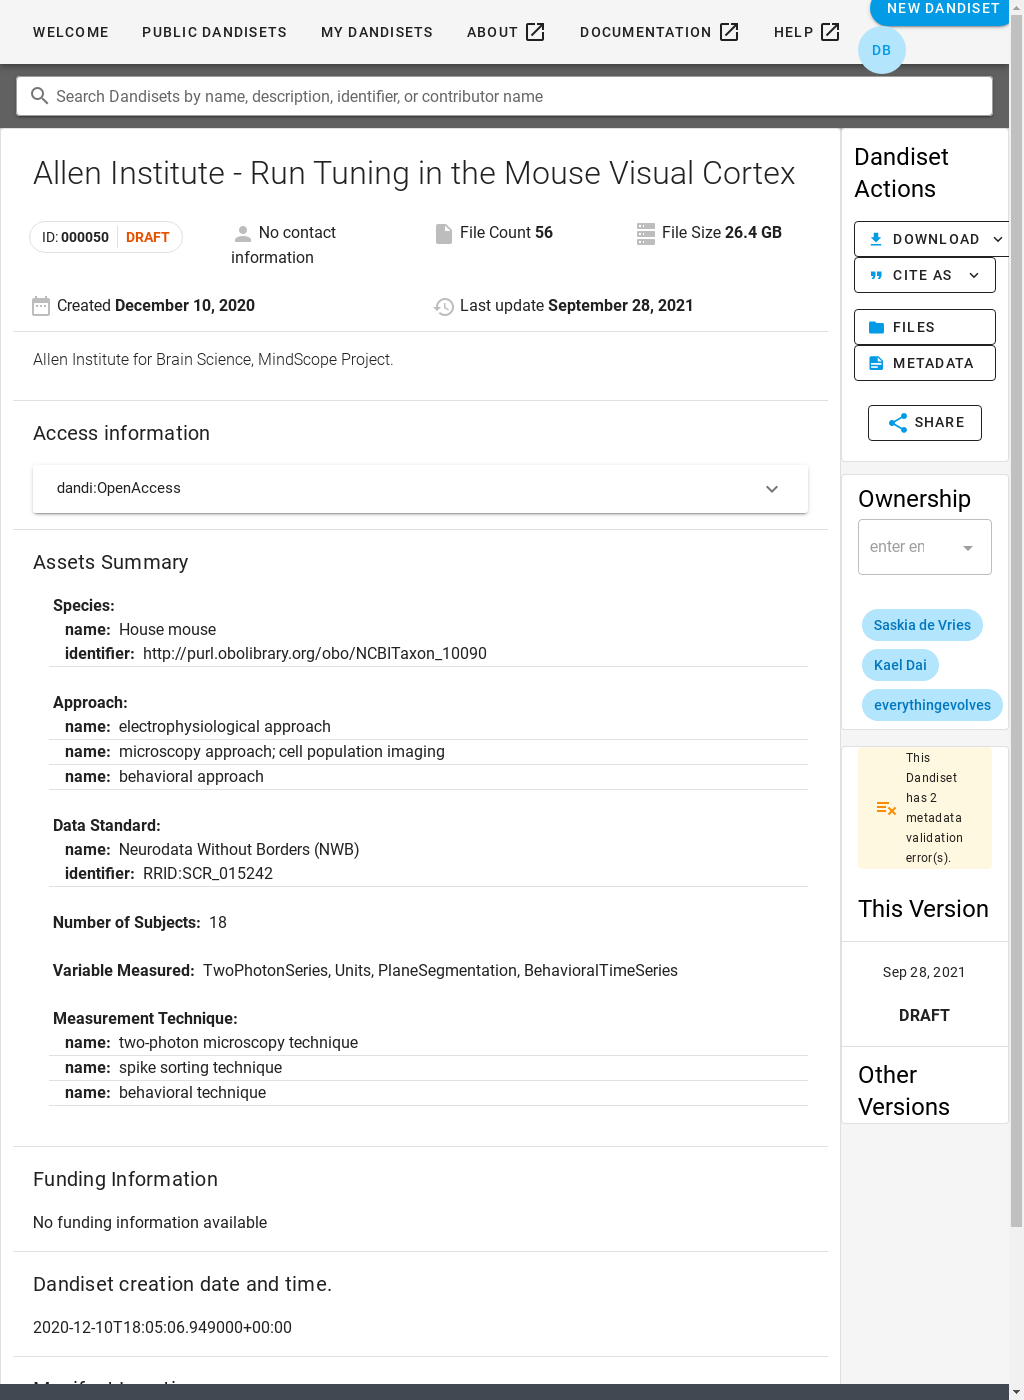 WELCOME PUBLIC DANDISETS MY DANDISETS ABOUT DOCUMENTATION HELP NEW DANDISET
DB
Search Dandisets by name, description, identifier, or contributor name
Allen Institute - Run Tuning in the Mouse Visual Cortex
ID: 000050 DRAFT
No contact information
File Count 56
File Size 26.4 GB
Created December 10, 2020
Last update September 28, 2021
Allen Institute for Brain Science, MindScope Project.
Access information
dandi:OpenAccess
Assets Summary
Species:
name: House mouse
identifier: http://purl.obolibrary.org/obo/NCBITaxon_10090
Approach:
name: electrophysiological approach
name: microscopy approach; cell population imaging
name: behavioral approach
Data Standard:
name: Neurodata Without Borders (NWB)
identifier: RRID:SCR_015242
Number of Subjects: 18
Variable Measured: TwoPhotonSeries, Units, PlaneSegmentation, BehavioralTimeSeries
Measurement Technique:
name: two-photon microscopy technique
name: spike sorting technique
name: behavioral technique
Funding Information
No funding information available
Dandiset creation date and time.
2020-12-10T18:05:06.949000+00:00
Dandiset
Actions
DOWNLOAD
CITE AS
FILES
METADATA
SHARE
Ownership
enter en
Saskia de Vries
Kael Dai
everythingevolves
This
Dandiset
has 2
metadata
validation
error(s).
This Version
Sep 28, 2021
DRAFT
Other
Versions